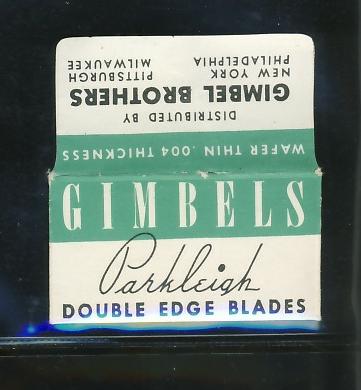 GIMBELS
Parkleigh
DOUBLE EDGE BLADES
WAFER THIN .004 THICKNESS
DISTRIBUTED BY
GIMBEL BROTHERS
NEW YORK PITTSBURGH
PHILADELPHIA MILWAUKEE